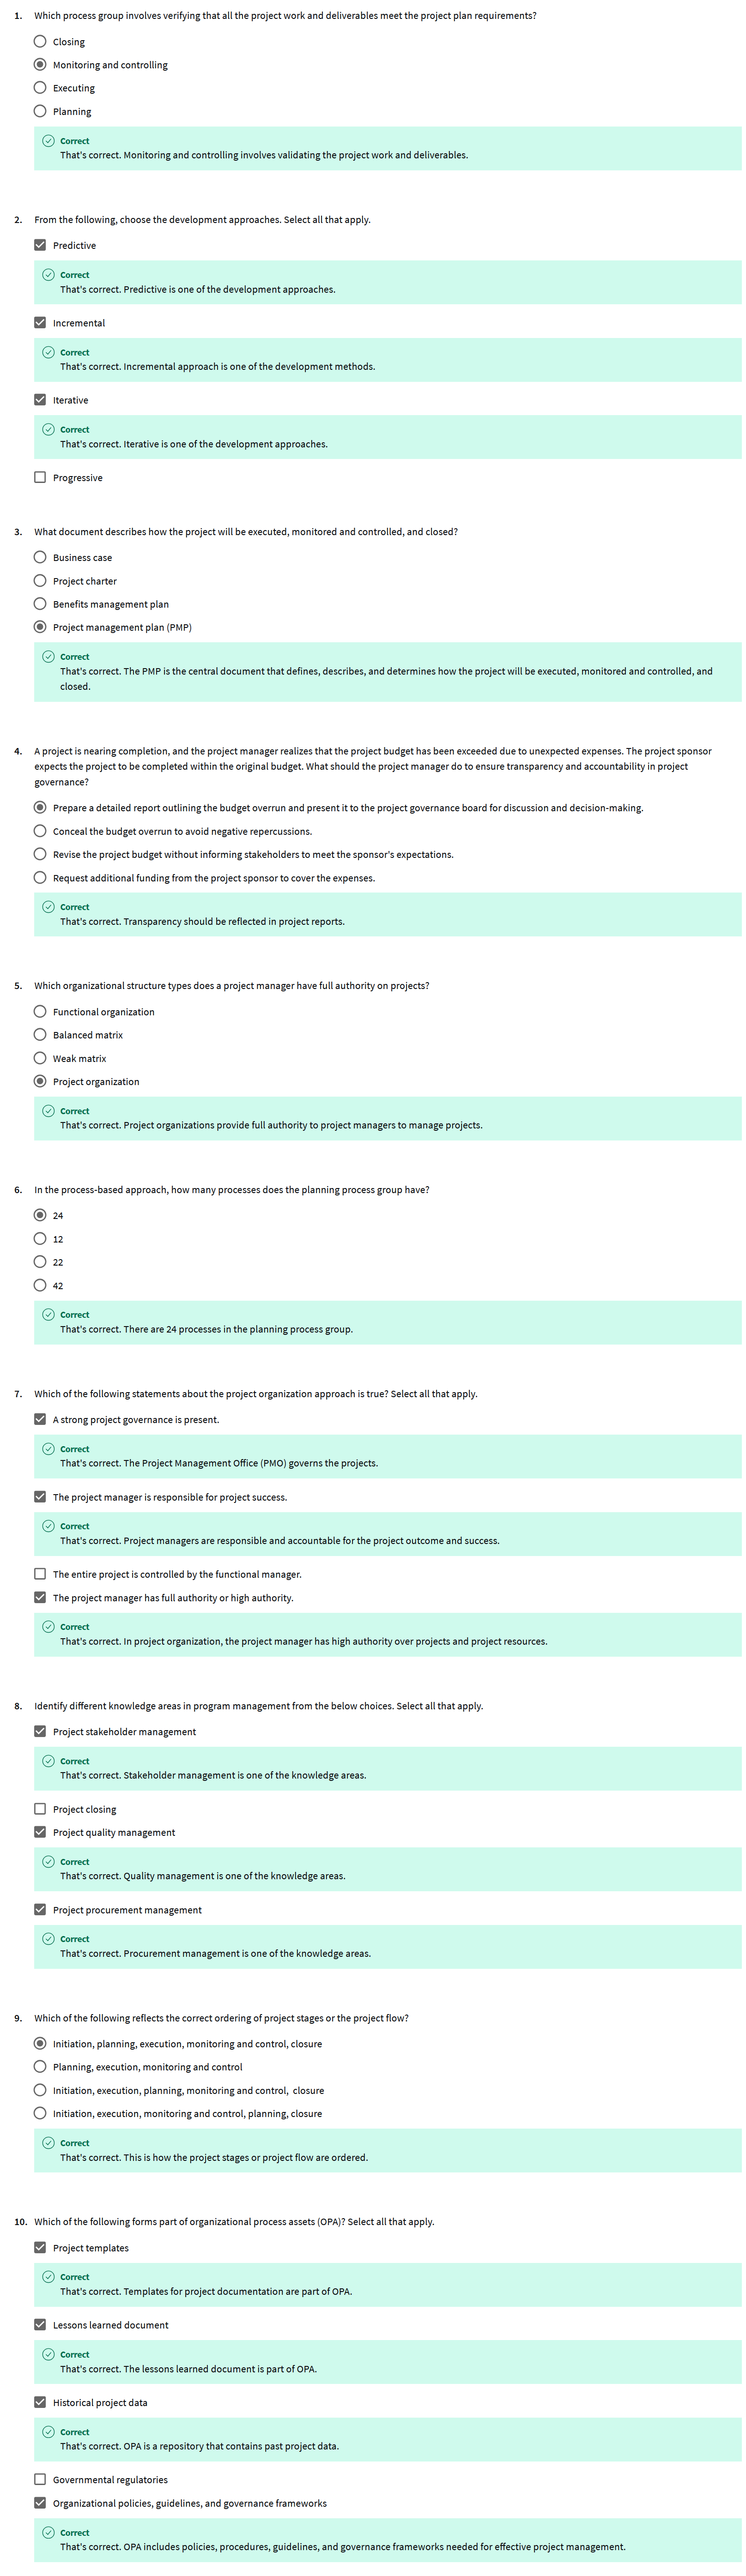 1. Which process group involves verifying that all the project work and deliverables meet the project plan requirements?
Closing
Monitoring and controlling
Executing
Planning
Correct
That's correct. Monitoring and controlling involves validating the project work and deliverables.
2. From the following, choose the development approaches. Select all that apply.
Predictive
Correct
That's correct. Predictive is one of the development approaches.
Incremental
Correct
That's correct. Incremental approach is one of the development methods.
Iterative
Correct
That's correct. Iterative is one of the development approaches.
Progressive
3. What document describes how the project will be executed, monitored and controlled, and closed?
Business case
Project charter
Benefits management plan
Project management plan (PMP)
Correct
That's correct. The PMP is the central document that defines, describes, and determines how the project will be executed, monitored and controlled, and
closed.
4. A project is nearing completion, and the project manager realizes that the project budget has been exceeded due to unexpected expenses. The project sponsor
expects the project to be completed within the original budget. What should the project manager do to ensure transparency and accountability in project
governance?
Prepare a detailed report outlining the budget overrun and present it to the project governance board for discussion and decision-making.
Conceal the budget overrun to avoid negative repercussions.
Revise the project budget without informing stakeholders to meet the sponsor's expectations.
Request additional funding from the project sponsor to cover the expenses.
Correct
That's correct. Transparency should be reflected in project reports.
5. Which organizational structure types does a project manager have full authority on projects?
Functional organization
Balanced matrix
Weak matrix
Project organization
Correct
That's correct. Project organizations provide full authority to project managers to manage projects.
6. In the process-based approach, how many processes does the planning process group have?
24
12
22
42
Correct
That's correct. There are 24 processes in the planning process group.
7. Which of the following statements about the project organization approach is true? Select all that apply.
A strong project governance is present.
Correct
That's correct. The Project Management Office (PMO) governs the projects.
The project manager is responsible for project success.
Correct
That's correct. Project managers are responsible and accountable for the project outcome and success.
The entire project is controlled by the functional manager.
The project manager has full authority or high authority.
Correct
That's correct. In project organization, the project manager has high authority over projects and project resources.
8. Identify different knowledge areas in program management from the below choices. Select all that apply.
Project stakeholder management
Correct
That's correct. Stakeholder management is one of the knowledge areas.
Project closing
Project quality management
Correct
That's correct. Quality management is one of the knowledge areas.
Project procurement management
Correct
That's correct. Procurement management is one of the knowledge areas.
9. Which of the following reflects the correct ordering of project stages or the project flow?
Initiation, planning, execution, monitoring and control, closure
Planning, execution, monitoring and control
Initiation, execution, planning, monitoring and control, closure
Initiation, execution, monitoring and control, planning, closure
Correct
That's correct. This is how the project stages or project flow are ordered.
10. Which of the following forms part of organizational process assets (OPA)? Select all that apply.
Project templates
Correct
That's correct. Templates for project documentation are part of OPA.
Lessons learned document
Correct
That's correct. The lessons learned document is part of OPA.
Historical project data
Correct
That's correct. OPA is a repository that contains past project data.
Governmental regulatories
Organizational policies, guidelines, and governance frameworks
Correct
That's correct. OPA includes policies, procedures, guidelines, and governance frameworks needed for effective project management.